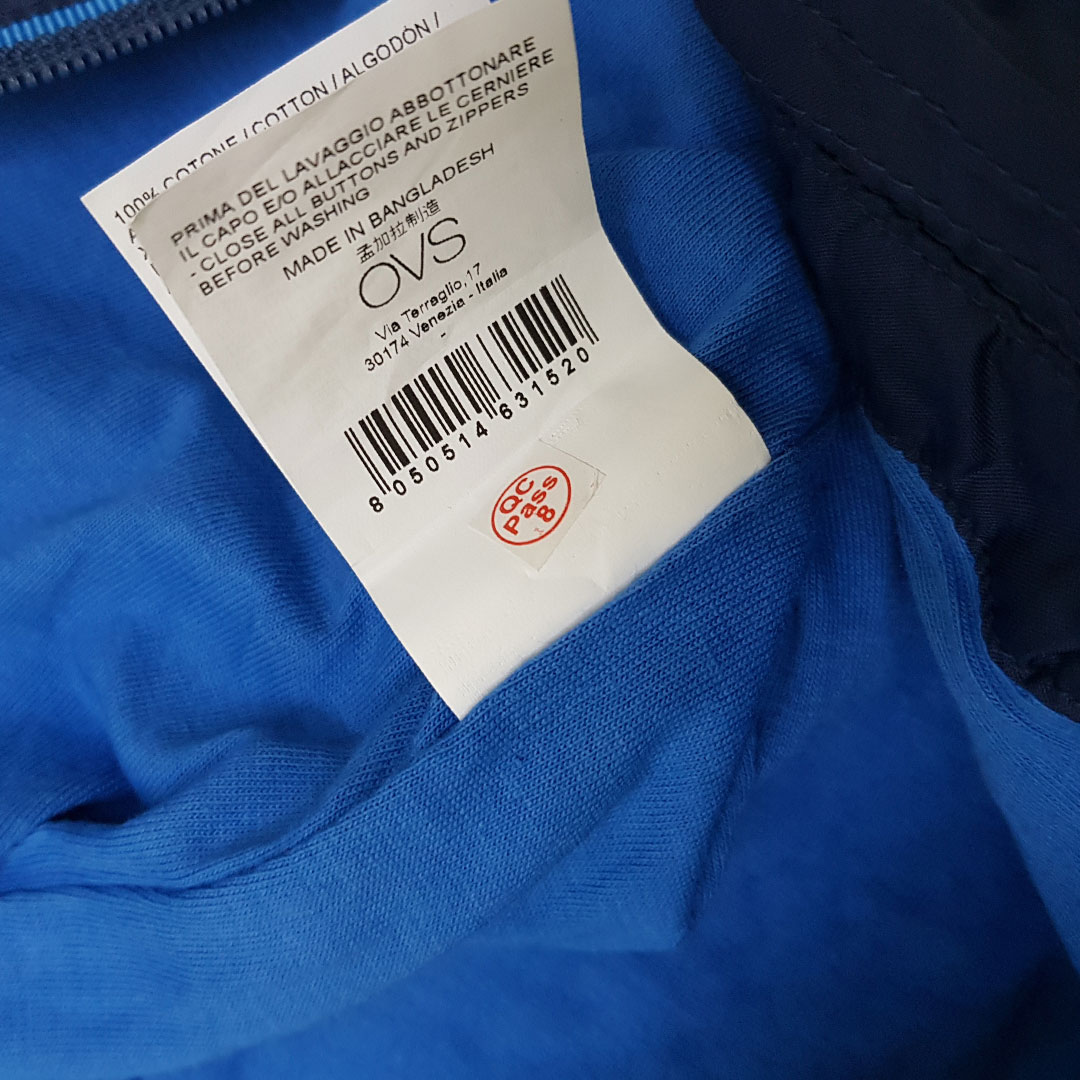 100% COTONE / COTTON / ALGODÓN /
PRIMA DEL LAVAGGIO ABBOTTONARE
IL CAPO E/O ALLACCIARE LE CERNIERE
- CLOSE ALL BUTTONS AND ZIPPERS
BEFORE WASHING
MADE IN BANGLADESH
孟加拉制造
OVS
Via Terraglio,17
30174 Venezia - Italia
-
8 050514 631520
QC
Pass
8